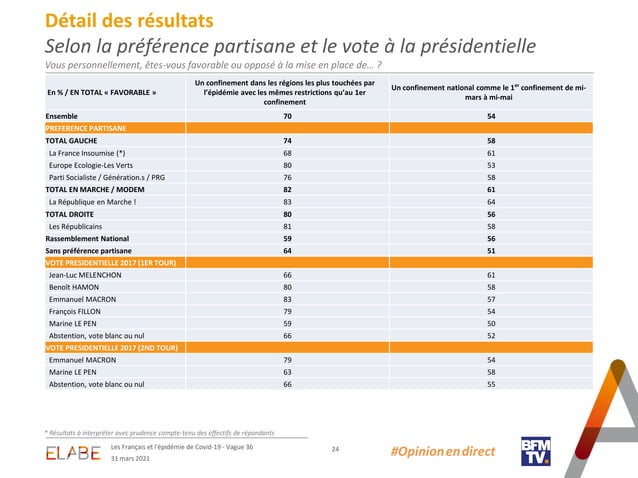 Détail des résultats
Selon la préférence partisane et le vote à la présidentielle
Vous personnellement, êtes-vous favorable ou opposé à la mise en place de… ?
En % / EN TOTAL « FAVORABLE »
Un confinement dans les régions les plus touchées par
l'épidémie avec les mêmes restrictions qu'au 1er
confinement
Un confinement national comme le 1er confinement de mi-
mars à mi-mai
Ensemble 70 54
PREFERENCE PARTISANE
TOTAL GAUCHE 74 58
La France Insoumise (*) 68 61
Europe Ecologie-Les Verts 80 53
Parti Socialiste / Génération.s / PRG 76 58
TOTAL EN MARCHE / MODEM 82 61
La République en Marche ! 83 64
TOTAL DROITE 80 56
Les Républicains 81 58
Rassemblement National 59 56
Sans préférence partisane 64 51
VOTE PRESIDENTIELLE 2017 (1ER TOUR)
Jean-Luc MELENCHON 66 61
Benoît HAMON 80 58
Emmanuel MACRON 83 57
François FILLON 79 54
Marine LE PEN 59 50
Abstention, vote blanc ou nul 66 52
VOTE PRESIDENTIELLE 2017 (2ND TOUR)
Emmanuel MACRON 79 54
Marine LE PEN 63 58
Abstention, vote blanc ou nul 66 55
* Résultats à interpréter avec prudence compte-tenu des effectifs de répondants
ELABE
Les Français et l'épidémie de Covid-19 - Vague 36
31 mars 2021
24
#Opinion en direct
BFM
TV.